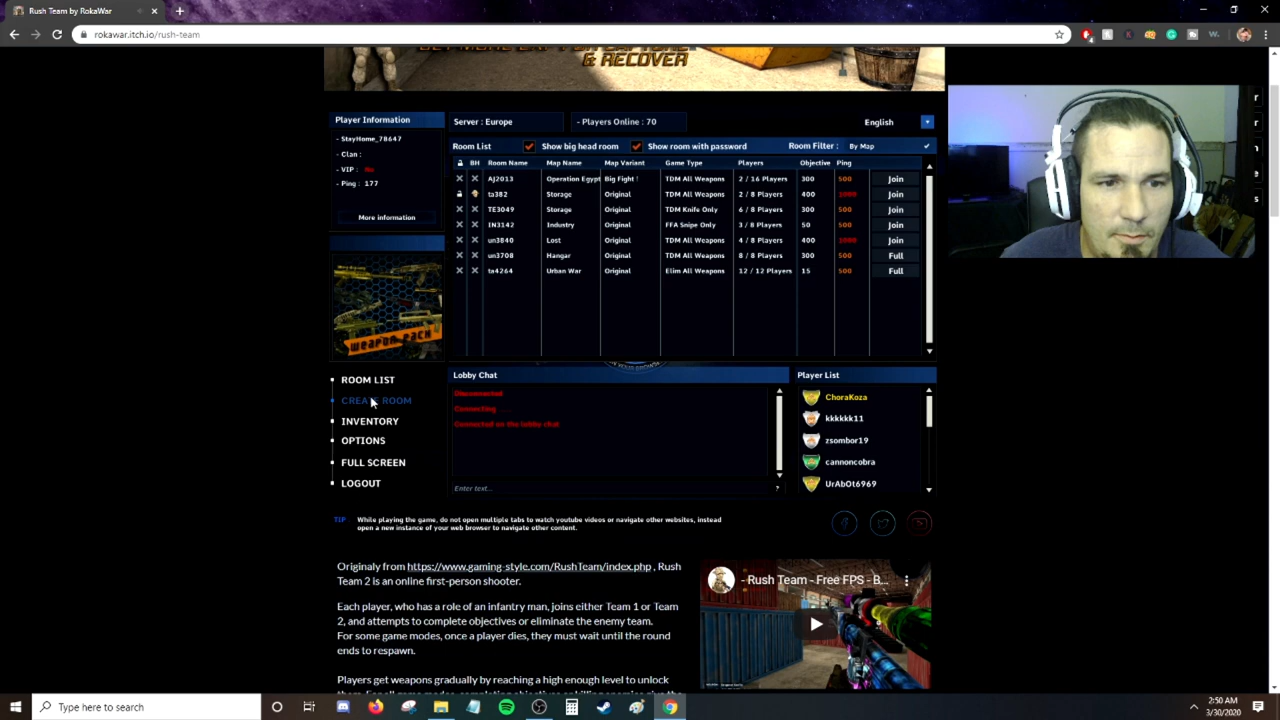 Rush Team by Rokawar
rokawar.itch.io/rush-team
& RECOVER
Player Information
- StayHome_78647
- Clan :
- VIP : No
- Ping : 177
More information
Server : Europe
- Players Online : 70
English
Room List
Show big head room
Show room with password
Room Filter : By Map
BH Room Name Map Name Map Variant Game Type Players Objective Ping
AJ2013 Operation Egypt Big Fight ! TDM All Weapons 2 / 16 Players 300 500 Join
ta382 Storage Original TDM All Weapons 2 / 8 Players 400 1000 Join
TE3049 Storage Original TDM Knife Only 6 / 8 Players 300 500 Join
IN3142 Industry Original FFA Snipe Only 3 / 8 Players 50 500 Join
un3840 Lost Original TDM All Weapons 4 / 8 Players 400 1000 Join
un3708 Hangar Original TDM All Weapons 8 / 8 Players 300 500 Full
ta4264 Urban War Original Elim All Weapons 12 / 12 Players 15 500 Full
WEAPON PACK
ROOM LIST
CREATE ROOM
INVENTORY
OPTIONS
FULL SCREEN
LOGOUT
Lobby Chat
Disconnected
Connecting ....
Connected on the lobby chat
Enter text...
?
Player List
ChoraKoza
kkkkkk11
zsombor19
cannoncobra
UrAbOt6969
TIP While playing the game, do not open multiple tabs to watch youtube videos or navigate other websites, instead
open a new instance of your web browser to navigate other content.
Originaly from https://www.gaming-style.com/RushTeam/index.php , Rush
Team 2 is an online first-person shooter.
Each player, who has a role of an infantry man, joins either Team 1 or Team
2, and attempts to complete objectives or eliminate the enemy team.
For some game modes, once a player dies, they must wait until the round
ends to respawn.
Players get weapons gradually by reaching a high enough level to unlock
- Rush Team - Free FPS - B...
Type here to search
2:50 AM
3/30/2020